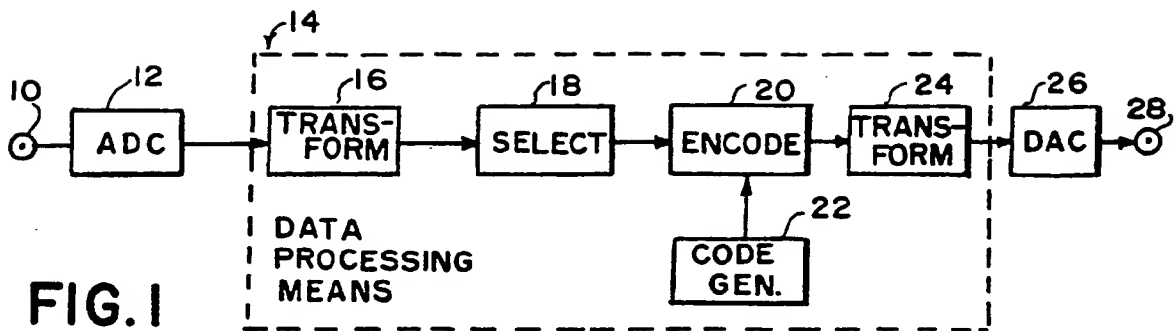 14
10
12
ADC
16
TRANS-
FORM
18
SELECT
20
ENCODE
24
TRANS-
FORM
26
DAC
28
22
CODE
GEN.
DATA
PROCESSING
MEANS
FIG. 1